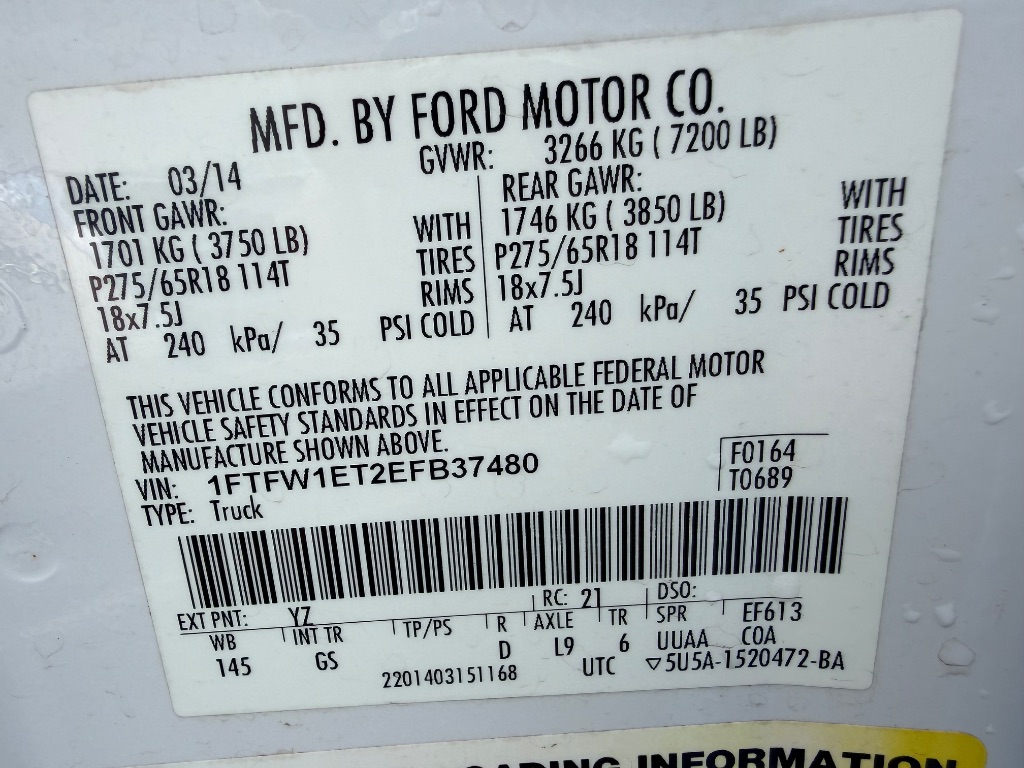 MFD. BY FORD MOTOR CO.
DATE: 03/14 GVWR: 3266 KG ( 7200 LB)
FRONT GAWR: REAR GAWR:
1701 KG ( 3750 LB) WITH 1746 KG ( 3850 LB) WITH
P275/65R18 114T TIRES P275/65R18 114T TIRES
18x7.5J RIMS 18x7.5J RIMS
AT 240 kPa/ 35 PSI COLD AT 240 kPa/ 35 PSI COLD
THIS VEHICLE CONFORMS TO ALL APPLICABLE FEDERAL MOTOR
VEHICLE SAFETY STANDARDS IN EFFECT ON THE DATE OF
MANUFACTURE SHOWN ABOVE.
VIN: 1FTFW1ET2EFB37480 F0164
TYPE: Truck T0689
EXT PNT: YZ RC: 21 DSO:
WB INT TR TP/PS R AXLE TR SPR EF613
145 GS D L9 6 UUAA COA
2201403151168 UTC ▽5U5A-1520472-BA
LOADING INFORMATION